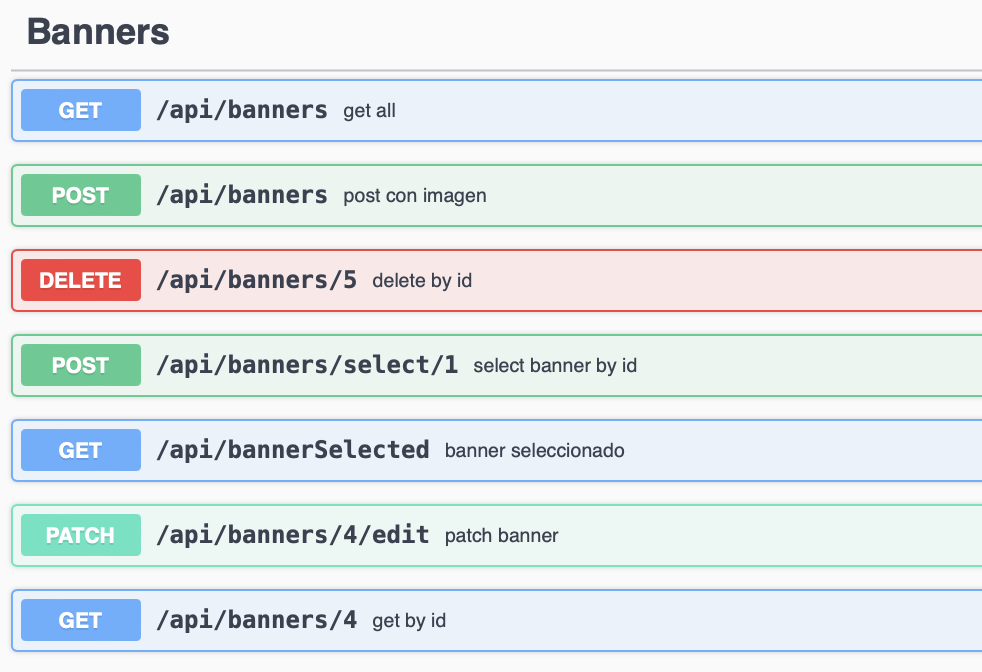 Banners
GET /api/banners get all
POST /api/banners post con imagen
DELETE /api/banners/5 delete by id
POST /api/banners/select/1 select banner by id
GET /api/bannerSelected banner seleccionado
PATCH /api/banners/4/edit patch banner
GET /api/banners/4 get by id